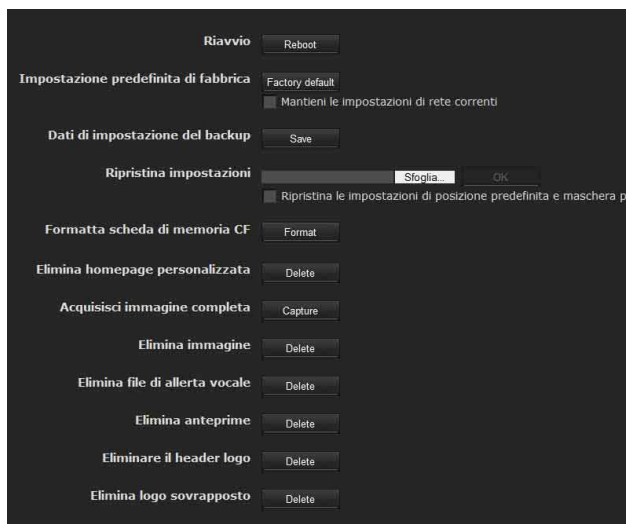 Riavvio Reboot
Impostazione predefinita di fabbrica Factory default
Mantieni le impostazioni di rete correnti
Dati di impostazione del backup Save
Ripristina impostazioni Sfoglia... OK
Ripristina le impostazioni di posizione predefinita e maschera p
Formatta scheda di memoria CF Format
Elimina homepage personalizzata Delete
Acquisisci immagine completa Capture
Elimina immagine Delete
Elimina file di allerta vocale Delete
Elimina anteprime Delete
Eliminare il header logo Delete
Elimina logo sovrapposto Delete